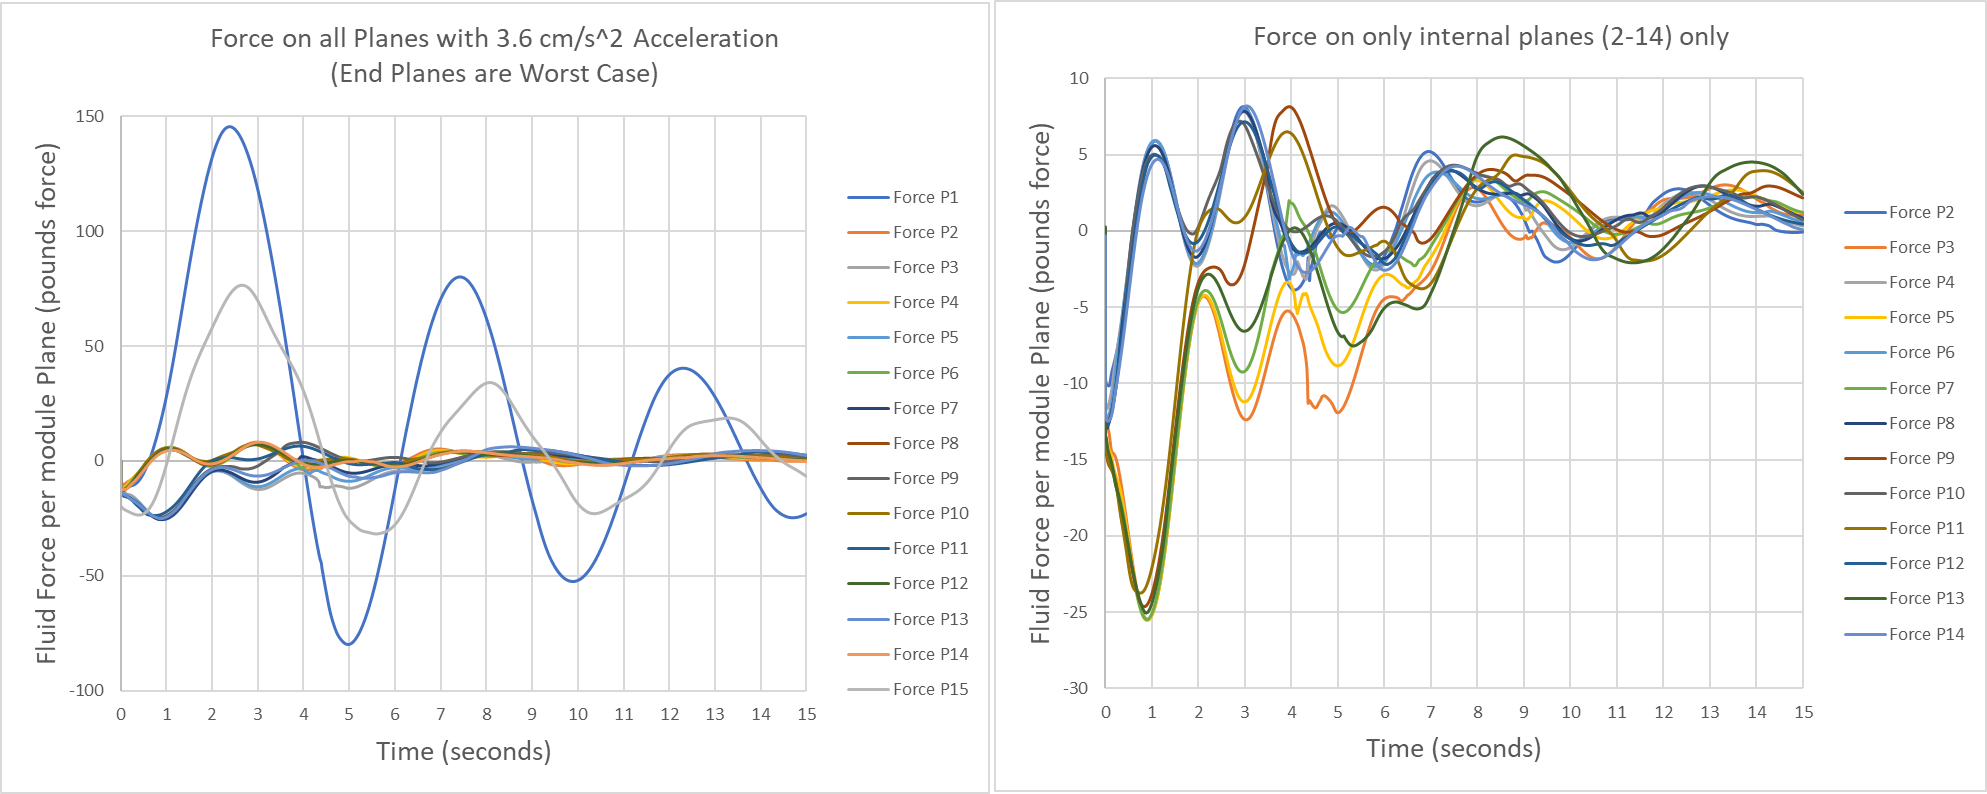 Force on all Planes with 3.6 cm/s^2 Acceleration
(End Planes are Worst Case)
Fluid Force per module Plane (pounds force)
150
100
50
0
-50
-100
0 1 2 3 4 5 6 7 8 9 10 11 12 13 14 15
Time (seconds)
Force P1
Force P2
Force P3
Force P4
Force P5
Force P6
Force P7
Force P8
Force P9
Force P10
Force P11
Force P12
Force P13
Force P14
Force P15
Force on only internal planes (2-14) only
Fluid Force per module Plane (pounds force)
10
5
0
-5
-10
-15
-20
-25
-30
0 1 2 3 4 5 6 7 8 9 10 11 12 13 14 15
Time (seconds)
Force P2
Force P3
Force P4
Force P5
Force P6
Force P7
Force P8
Force P9
Force P10
Force P11
Force P12
Force P13
Force P14